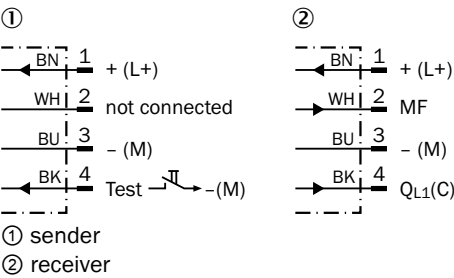 ① ②
BN 1 + (L+) BN 1 + (L+)
WH 2 not connected WH 2 MF
BU 3 – (M) BU 3 – (M)
BK 4 Test –(M) BK 4 QL1(C)
① sender
② receiver